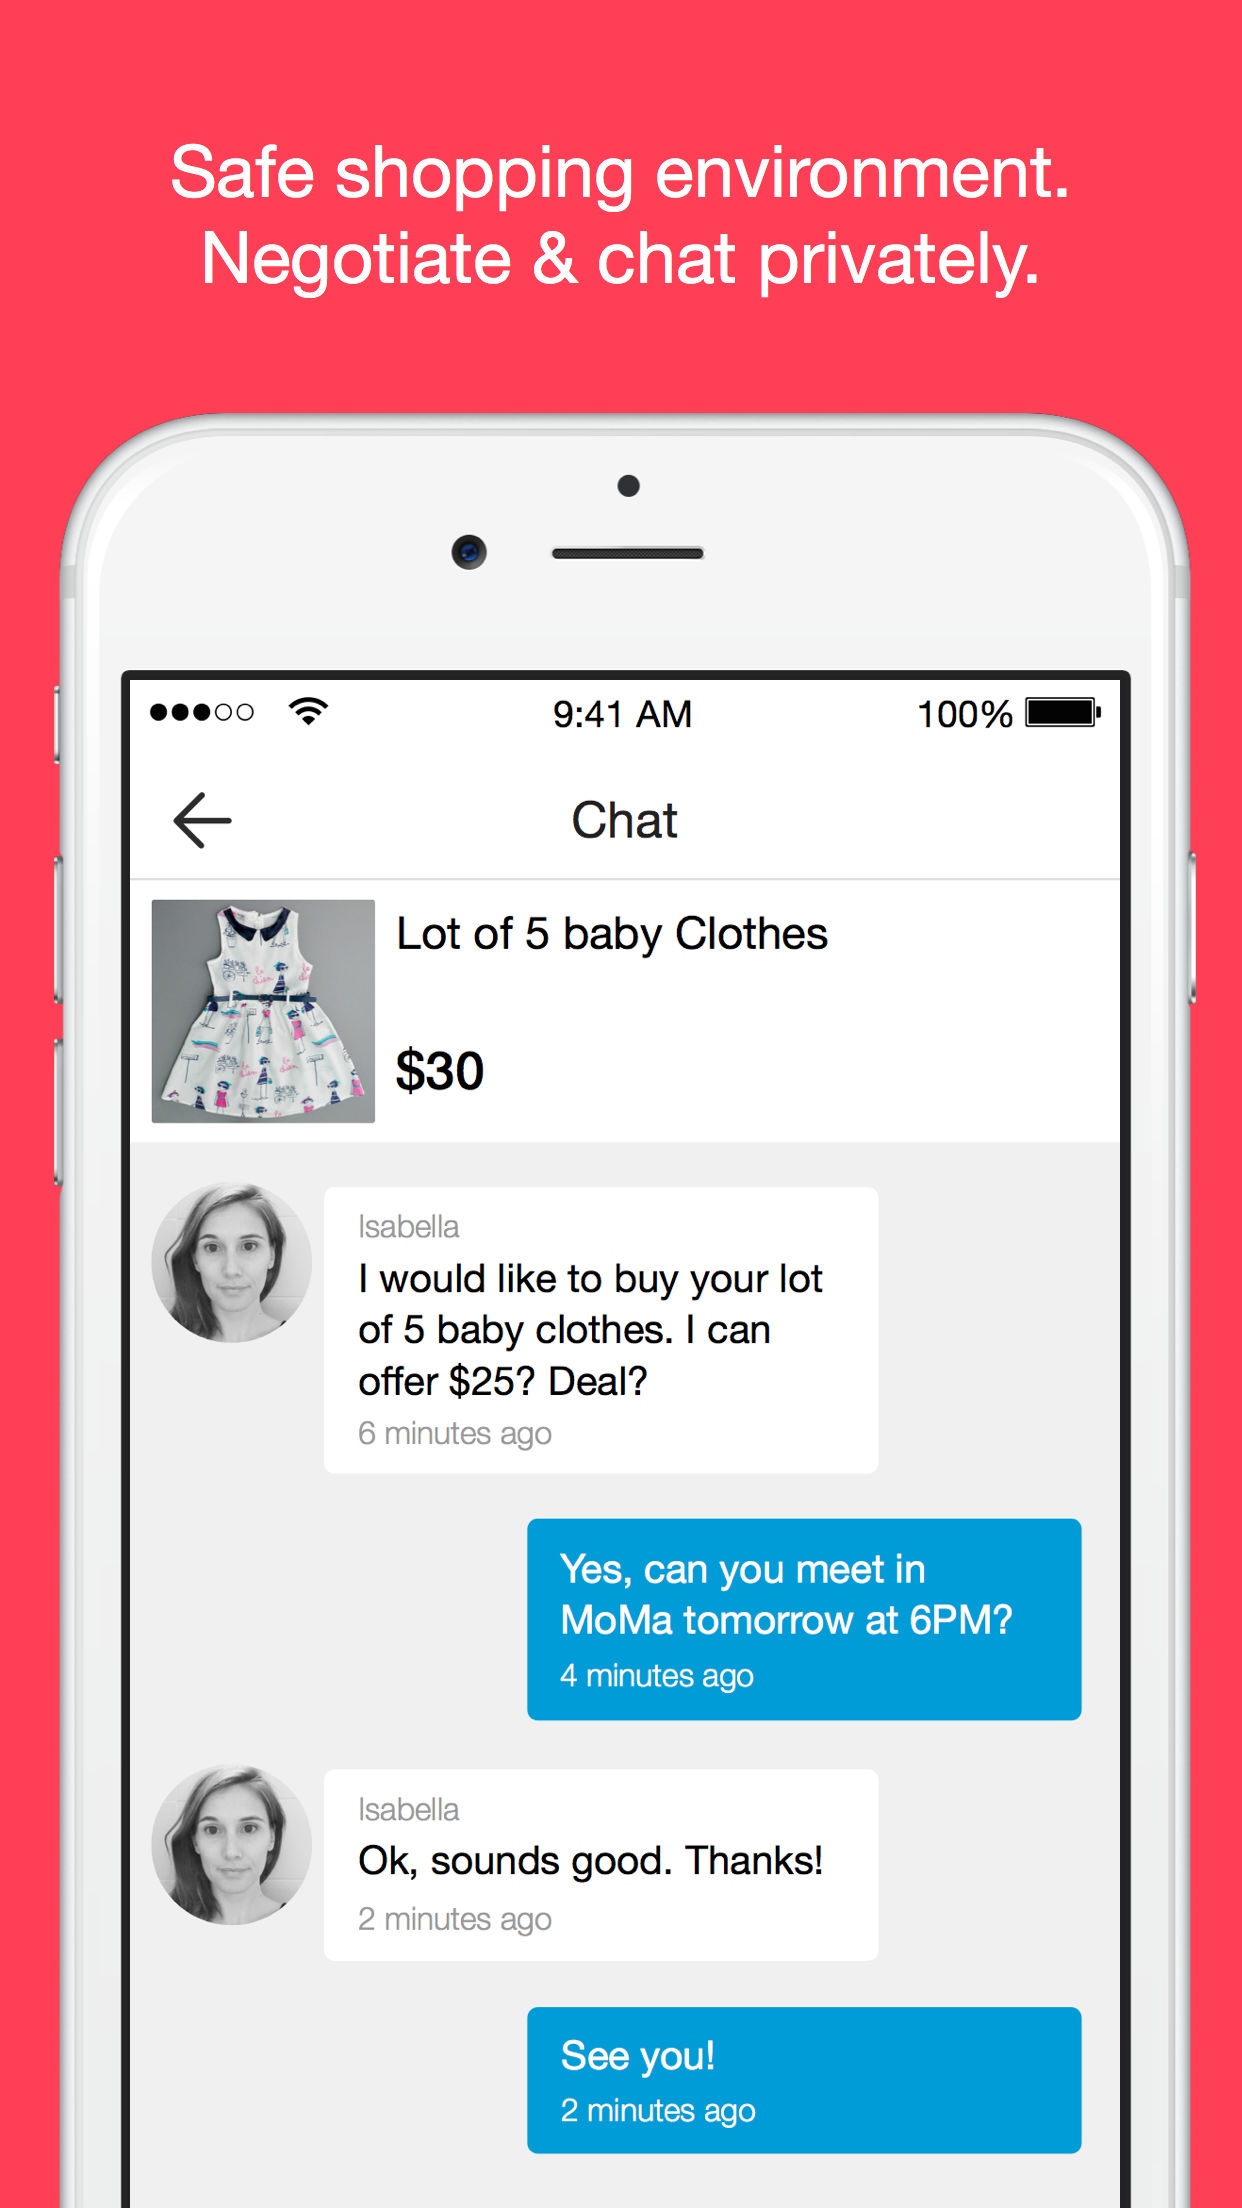 Safe shopping environment.
Negotiate & chat privately.
9:41 AM
100%
Chat
Lot of 5 baby Clothes
$30
Isabella
I would like to buy your lot
of 5 baby clothes. I can
offer $25? Deal?
6 minutes ago
Yes, can you meet in
MoMa tomorrow at 6PM?
4 minutes ago
Isabella
Ok, sounds good. Thanks!
2 minutes ago
See you!
2 minutes ago